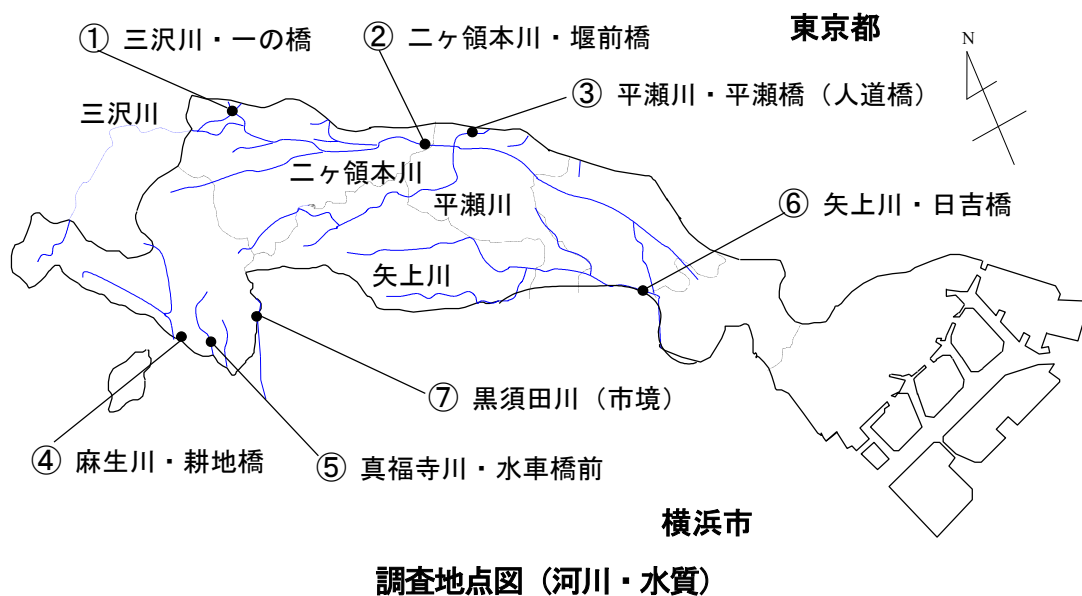 東京都
① 三沢川・一の橋
② 二ヶ領本川・堰前橋
N
③ 平瀬川・平瀬橋（人道橋）
三沢川
二ヶ領本川
平瀬川
⑥ 矢上川・日吉橋
矢上川
⑦ 黒須田川（市境）
④ 麻生川・耕地橋
⑤ 真福寺川・水車橋前
横浜市
調査地点図（河川・水質）